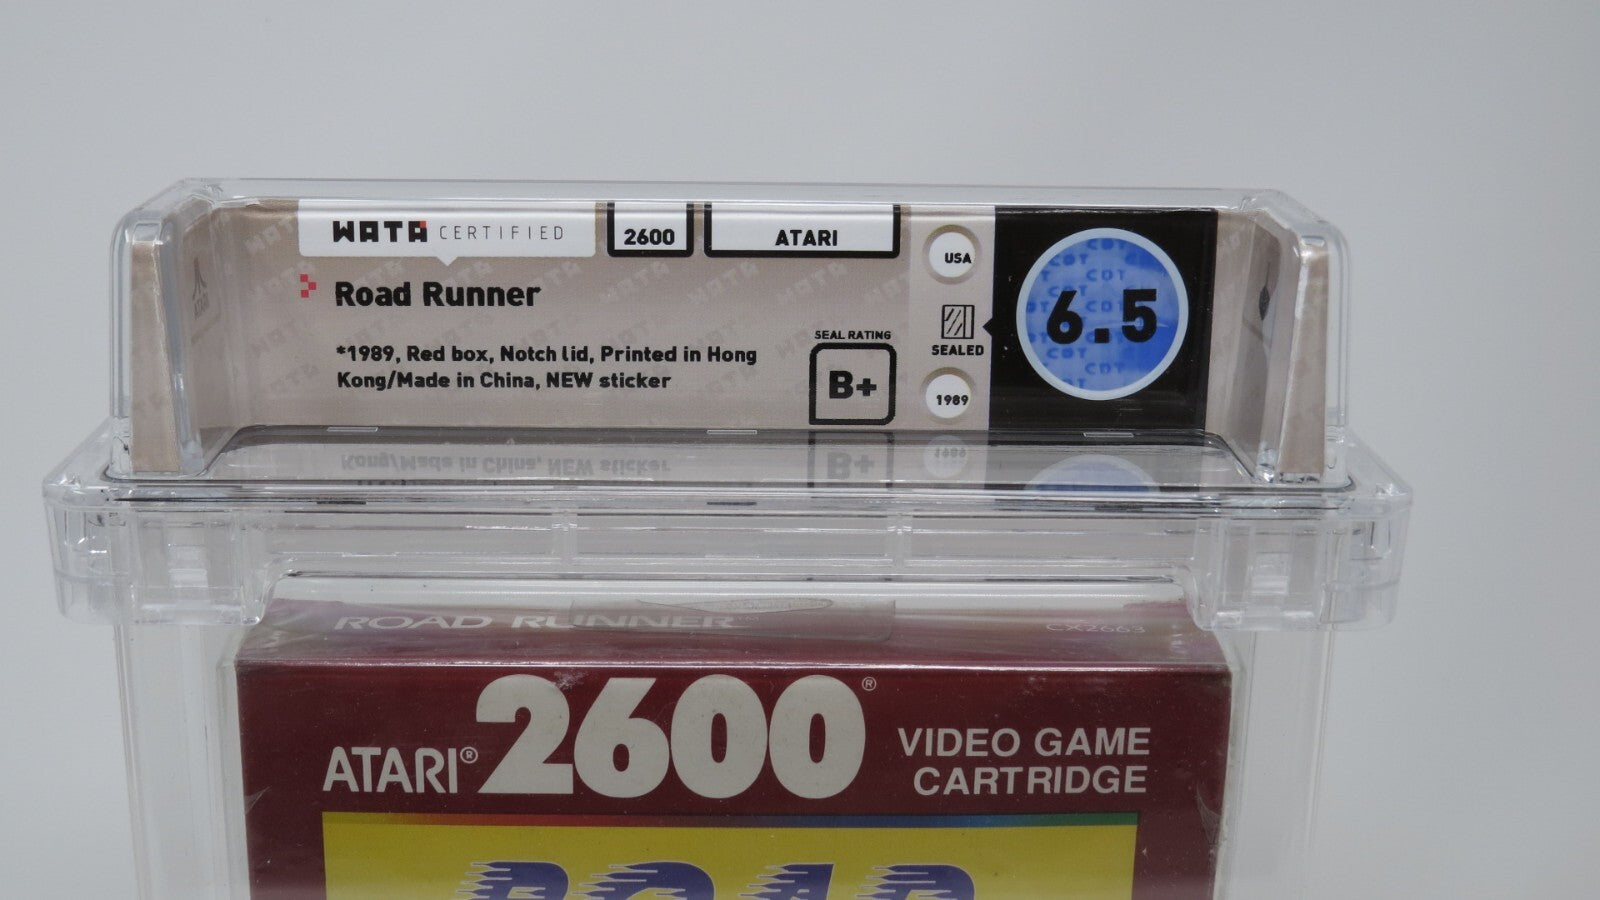 WATA CERTIFIED
2600
ATARI
USA
Road Runner
6.5
SEALED
SEAL RATING
B+
*1989, Red box, Notch lid, Printed in Hong
Kong/Made in China, NEW sticker
1989
ROAD RUNNER®
CX2663
ATARI® 2600®
VIDEO GAME
CARTRIDGE
ROAD